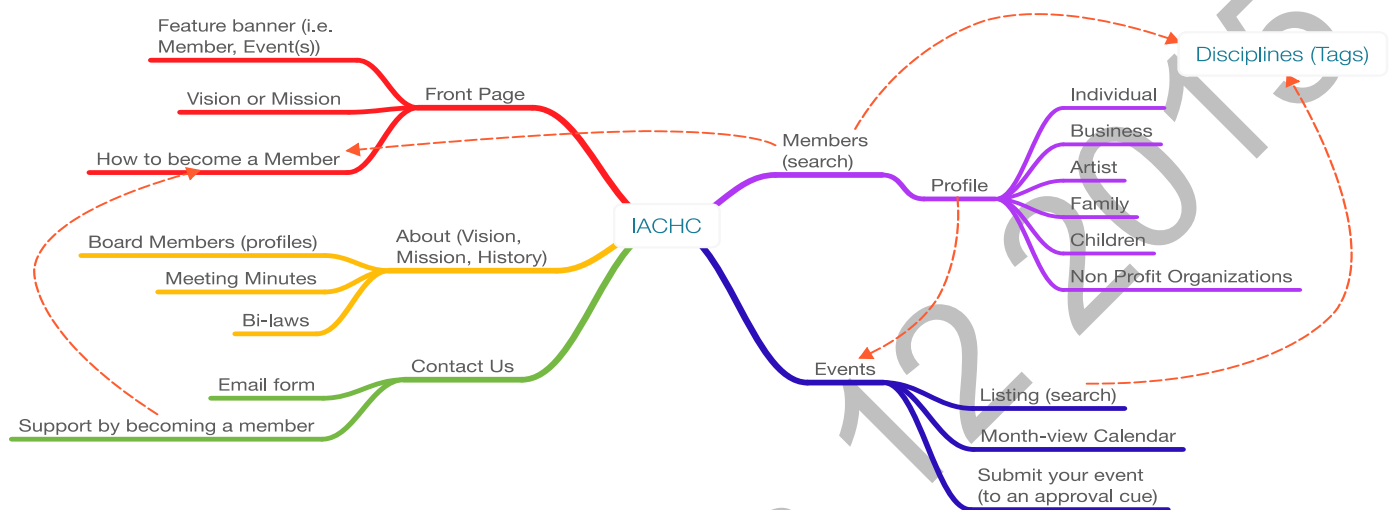 Feature banner (i.e.
Member, Event(s))
Vision or Mission
How to become a Member
Front Page
Board Members (profiles)
Meeting Minutes
Bi-laws
About (Vision,
Mission, History)
Email form
Support by becoming a member
Contact Us
IACHC
Members
(search)
Profile
Individual
Business
Artist
Family
Children
Non Profit Organizations
Disciplines (Tags)
Events
Listing (search)
Month-view Calendar
Submit your event
(to an approval cue)
12 2015